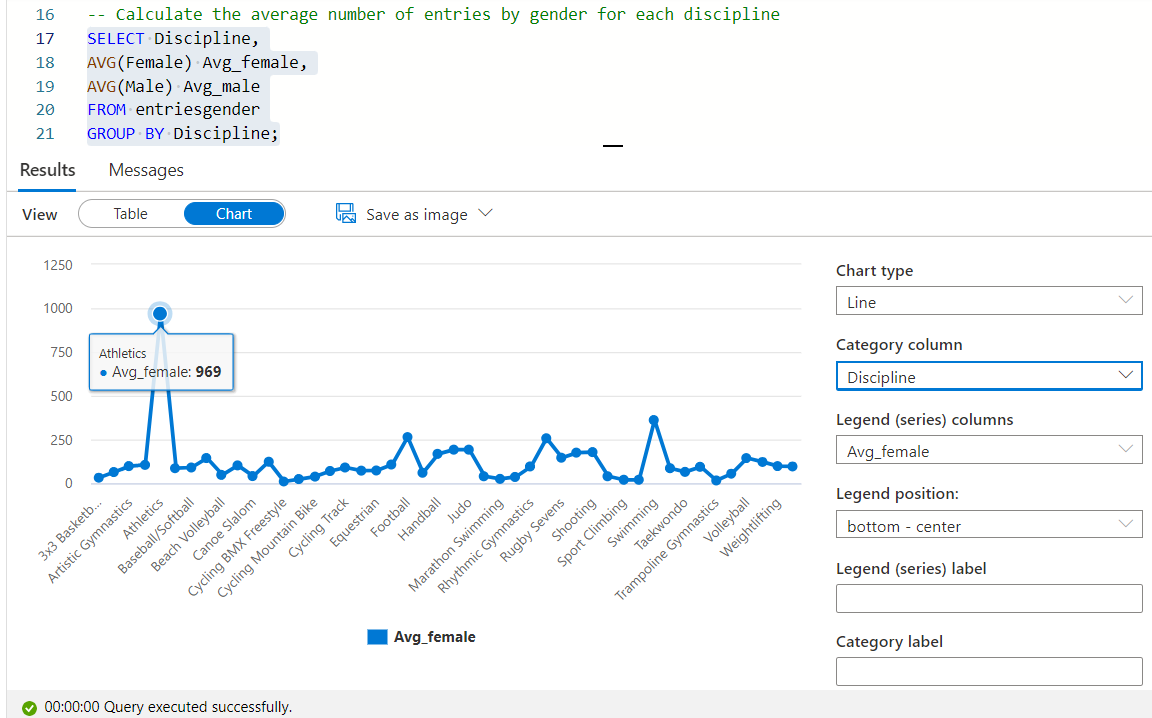 16 -- Calculate the average number of entries by gender for each discipline
17 SELECT Discipline,
18 AVG(Female) Avg_female,
19 AVG(Male) Avg_male
20 FROM entriesgender
21 GROUP BY Discipline;
Results Messages
View Table Chart Save as image
1250
1000
750
500
250
0
Athletics
Avg_female: 969
3x3 Basketb...
Artistic Gymnastics
Athletics
Baseball/Softball
Beach Volleyball
Canoe Slalom
Cycling BMX Freestyle
Cycling Mountain Bike
Cycling Track
Equestrian
Football
Handball
Judo
Marathon Swimming
Rhythmic Gymnastics
Rugby Sevens
Shooting
Sport Climbing
Swimming
Taekwondo
Trampoline Gymnastics
Volleyball
Weightlifting
Avg_female
Chart type
Line
Category column
Discipline
Legend (series) columns
Avg_female
Legend position:
bottom - center
Legend (series) label
Category label
00:00:00 Query executed successfully.